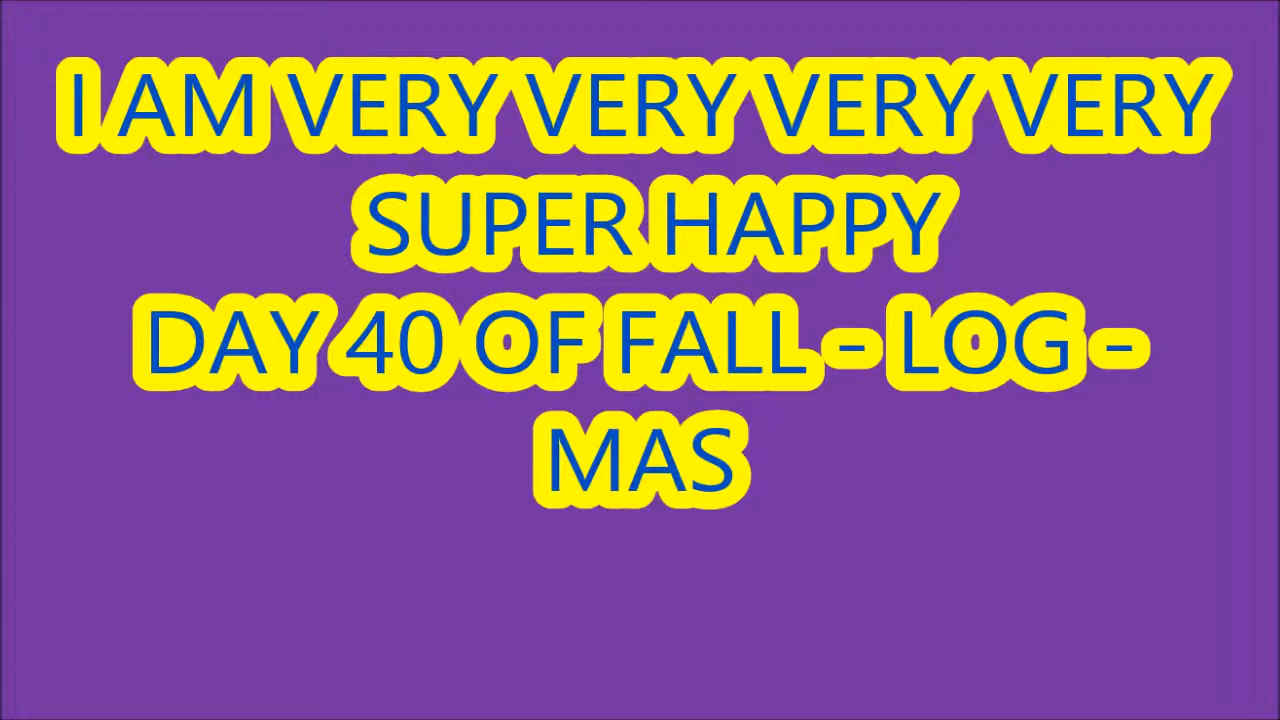 I AM VERY VERY VERY VERY
SUPER HAPPY
DAY 40 OF FALL - LOG -
MAS